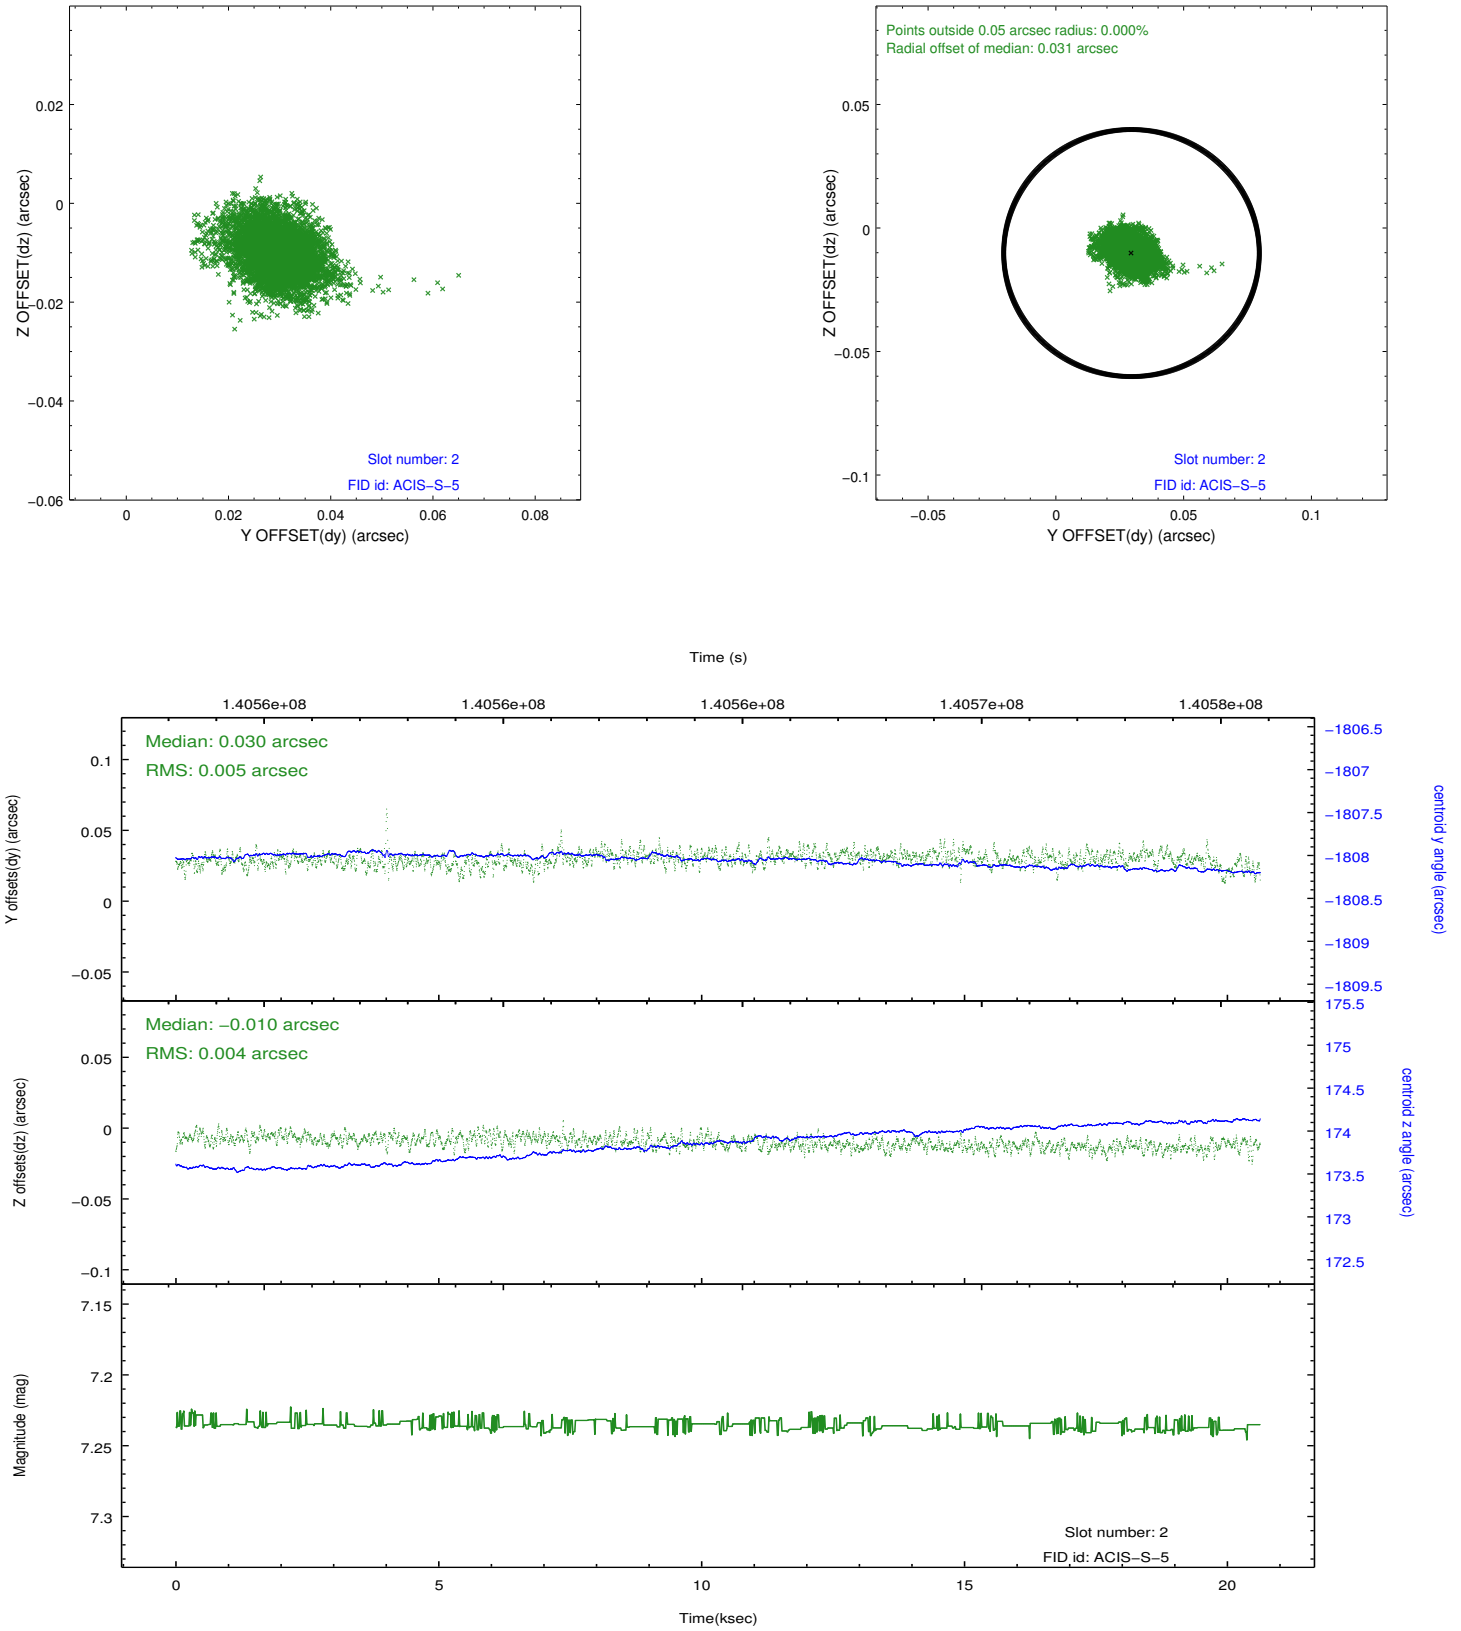 0.02
0
−0.02
−0.04
−0.06
Z OFFSET(dz) (arcsec)
Slot number: 2
FID id: ACIS−S−5
0 0.02 0.04 0.06 0.08
Y OFFSET(dy) (arcsec)
Points outside 0.05 arcsec radius: 0.000%
Radial offset of median: 0.031 arcsec
0.05
0
−0.05
−0.1
Z OFFSET(dz) (arcsec)
Slot number: 2
FID id: ACIS−S−5
−0.05 0 0.05 0.1
Y OFFSET(dy) (arcsec)
Time (s)
1.4056e+08 1.4056e+08 1.4056e+08 1.4057e+08 1.4058e+08
Median: 0.030 arcsec
RMS: 0.005 arcsec
0.1
0.05
0
−0.05
Y offsets(dy) (arcsec)
−1806.5
−1807
−1807.5
−1808
−1808.5
−1809
−1809.5
centroid y angle (arcsec)
Median: −0.010 arcsec
RMS: 0.004 arcsec
0.05
0
−0.05
−0.1
Z offsets(dz) (arcsec)
175.5
175
174.5
174
173.5
173
172.5
centroid z angle (arcsec)
7.15
7.2
7.25
7.3
Magnitude (mag)
Slot number: 2
FID id: ACIS−S−5
0 5 10 15 20
Time(ksec)